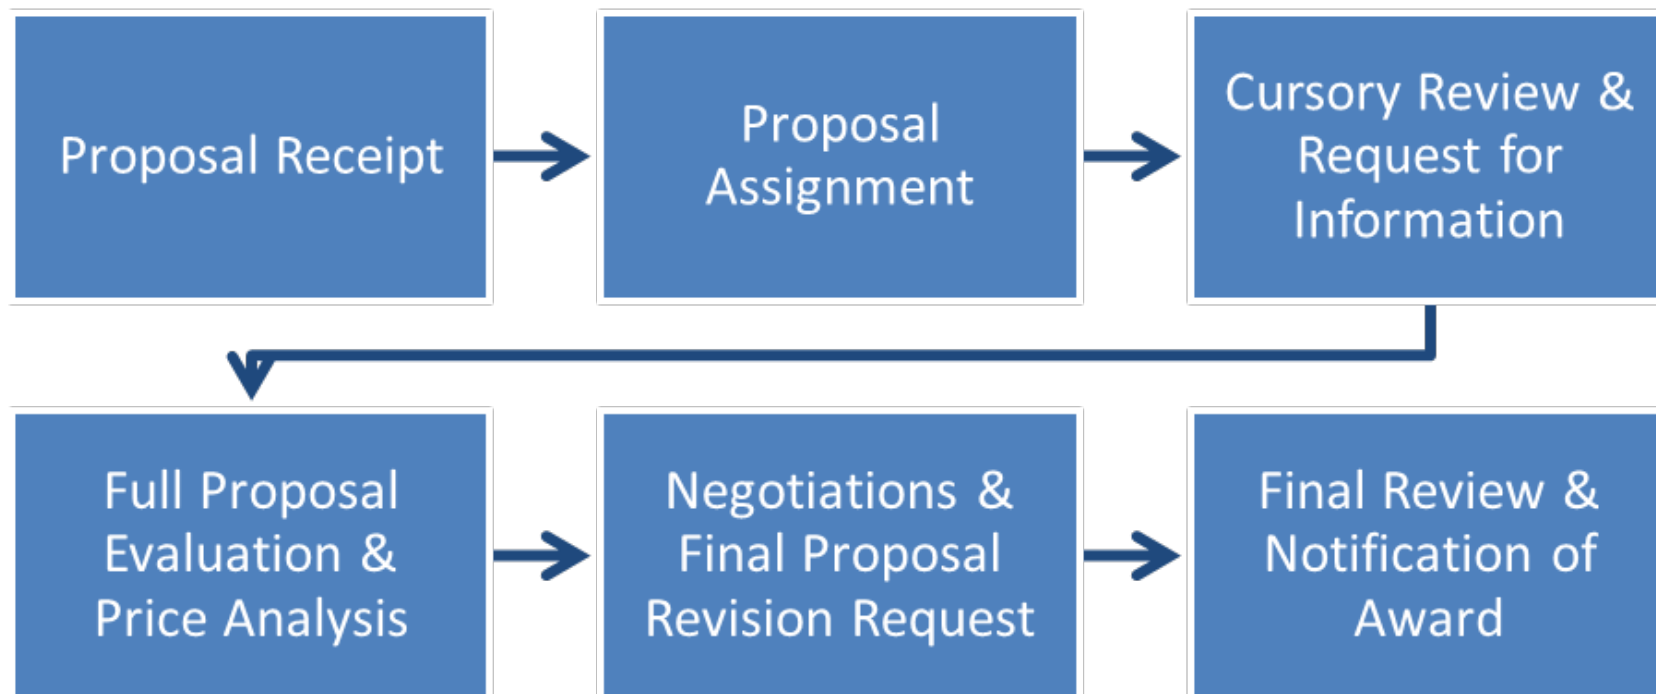 Proposal Receipt
Proposal
Assignment
Cursory Review &
Request for
Information
Full Proposal
Evaluation &
Price Analysis
Negotiations &
Final Proposal
Revision Request
Final Review &
Notification of
Award